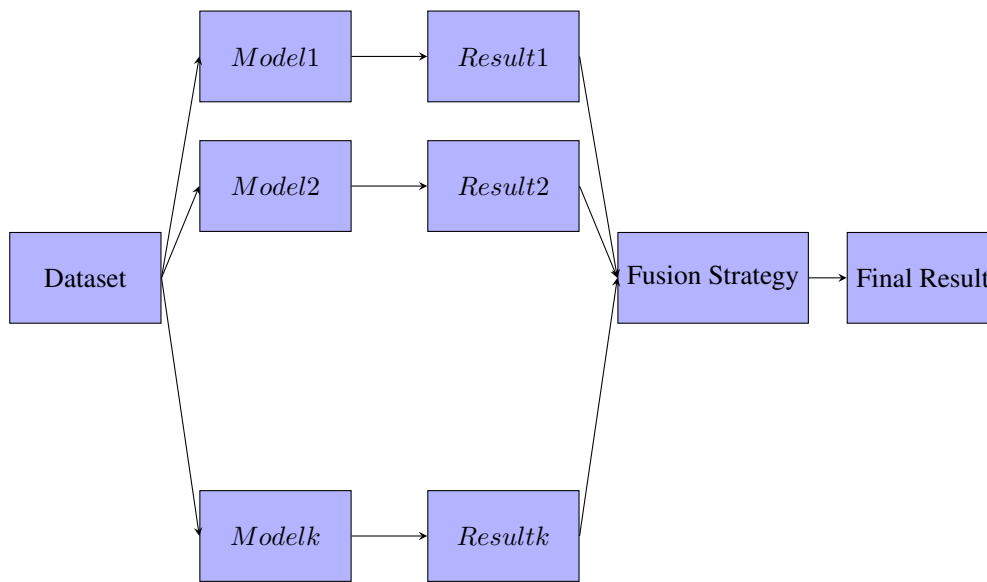 Model1
Result1
Model2
Result2
Dataset
Fusion Strategy
Final Result
Modelk
Resultk